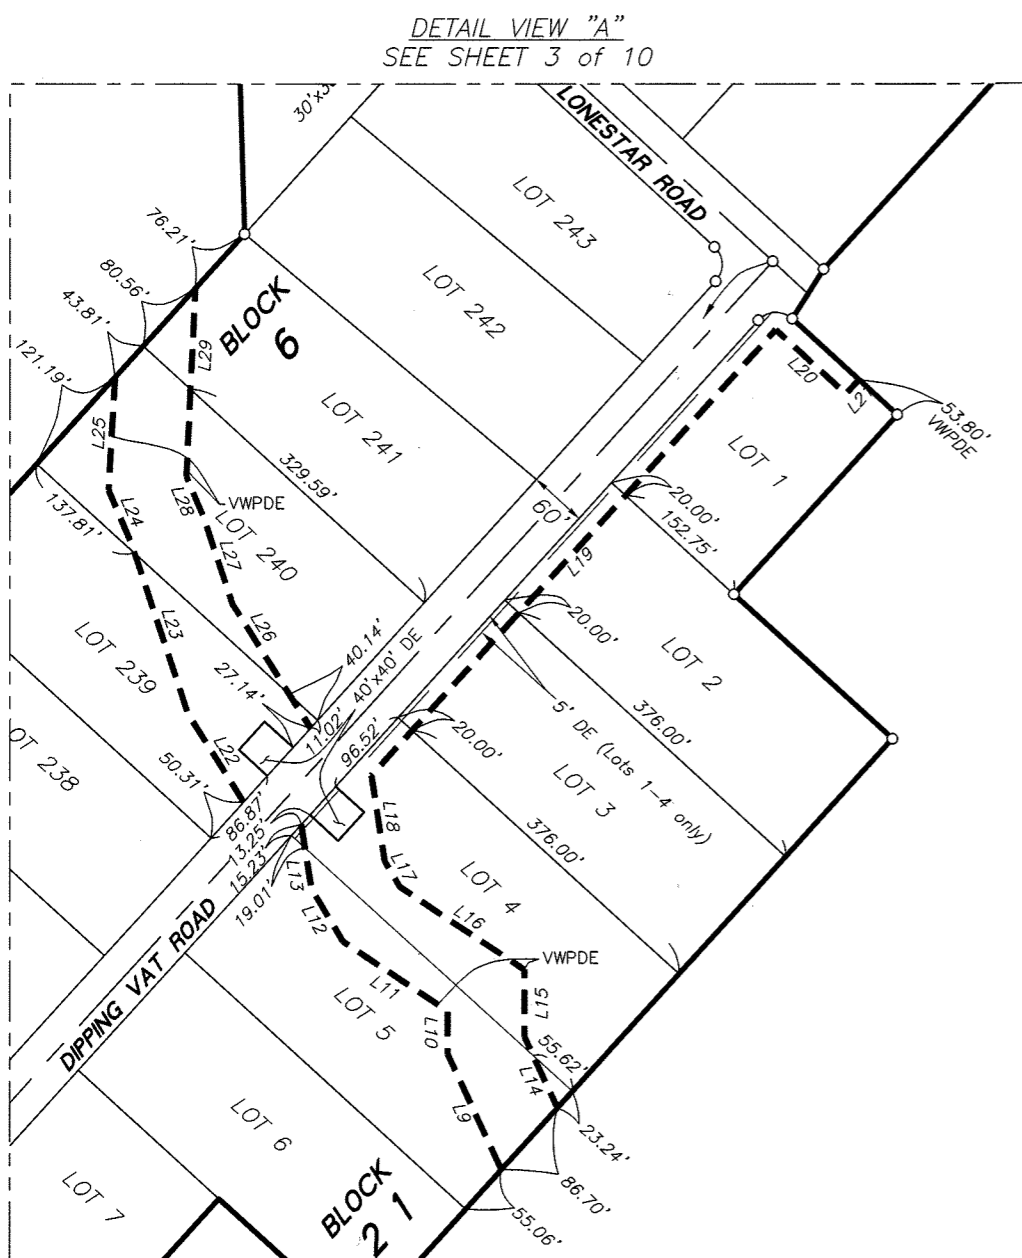 DETAIL VIEW "A"
SEE SHEET 3 of 10
30'x3
LONESTAR ROAD
LOT 243
76.21'
80.56'
43.81'
121.19'
BLOCK
6
LOT 242
L29
L20
L2
53.80'
VWPDE
LOT 241
LOT 1
L25
329.59'
VWPDE
L28
L24
137.81'
60'
20.00'
152.75'
LOT 240
L27
L19
L23
L26
20.00'
LOT 2
LOT 239
40.14'
27.14'
40'x40' DE
11.02'
96.52'
20.00'
5' DE (Lots 1-4 only)
376.00'
LOT 3
OT 238
L22
50.31'
86.87'
13.25'
15.23'
19.01'
L18
L17
376.00'
LOT 4
L13
L12
L16
DIPPING VAT ROAD
VWPDE
L11
LOT 5
L15
L10
55.62'
L14
L9
23.24'
LOT 6
86.70'
LOT 7
BLOCK
2 1
55.06'